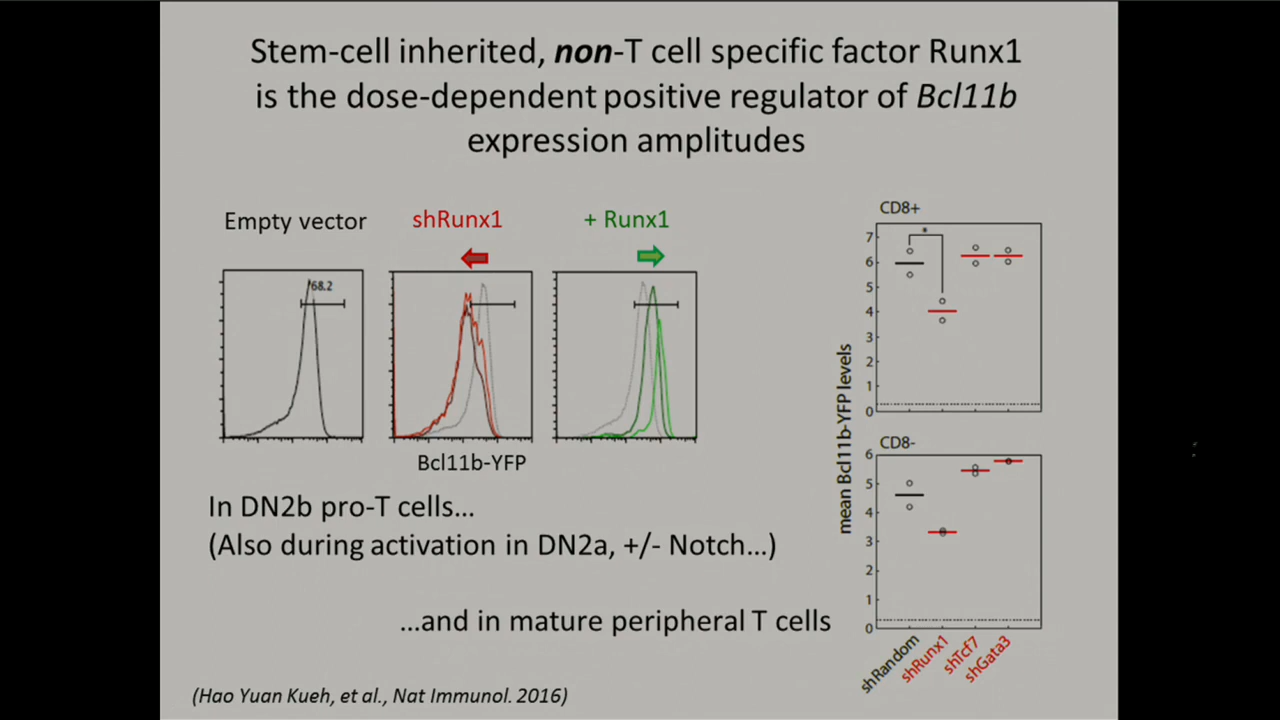 Stem-cell inherited, non-T cell specific factor Runx1
is the dose-dependent positive regulator of Bcl11b
expression amplitudes
Empty vector
shRunx1
+ Runx1
68.2
Bcl11b-YFP
In DN2b pro-T cells...
(Also during activation in DN2a, +/- Notch...)
...and in mature peripheral T cells
(Hao Yuan Kueh, et al., Nat Immunol. 2016)
mean Bcl11b-YFP levels
CD8+
*
7
6
5
4
3
2
1
0
CD8-
6
5
4
3
2
1
0
shRandom
shRunx1
shTcf7
shGata3